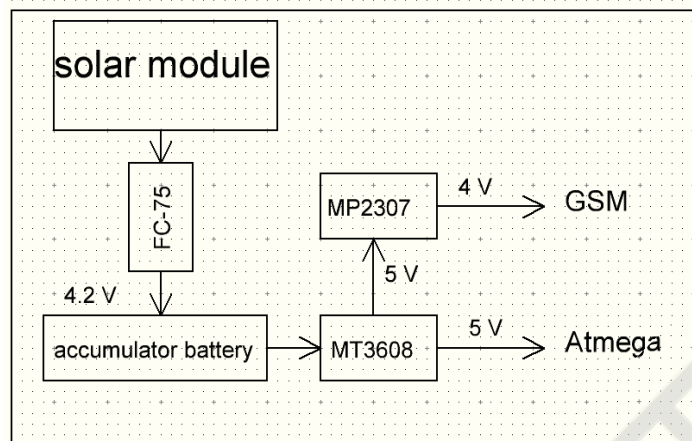 solar module
FC-75
4.2 V
accumulator battery
MP2307
4 V
GSM
5 V
MT3608
5 V
Atmega